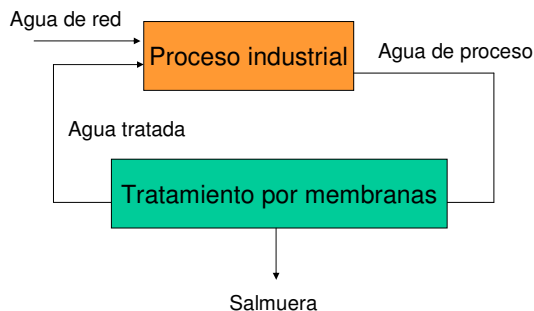 Agua de red
Proceso industrial
Agua de proceso
Agua tratada
Tratamiento por membranas
Salmuera